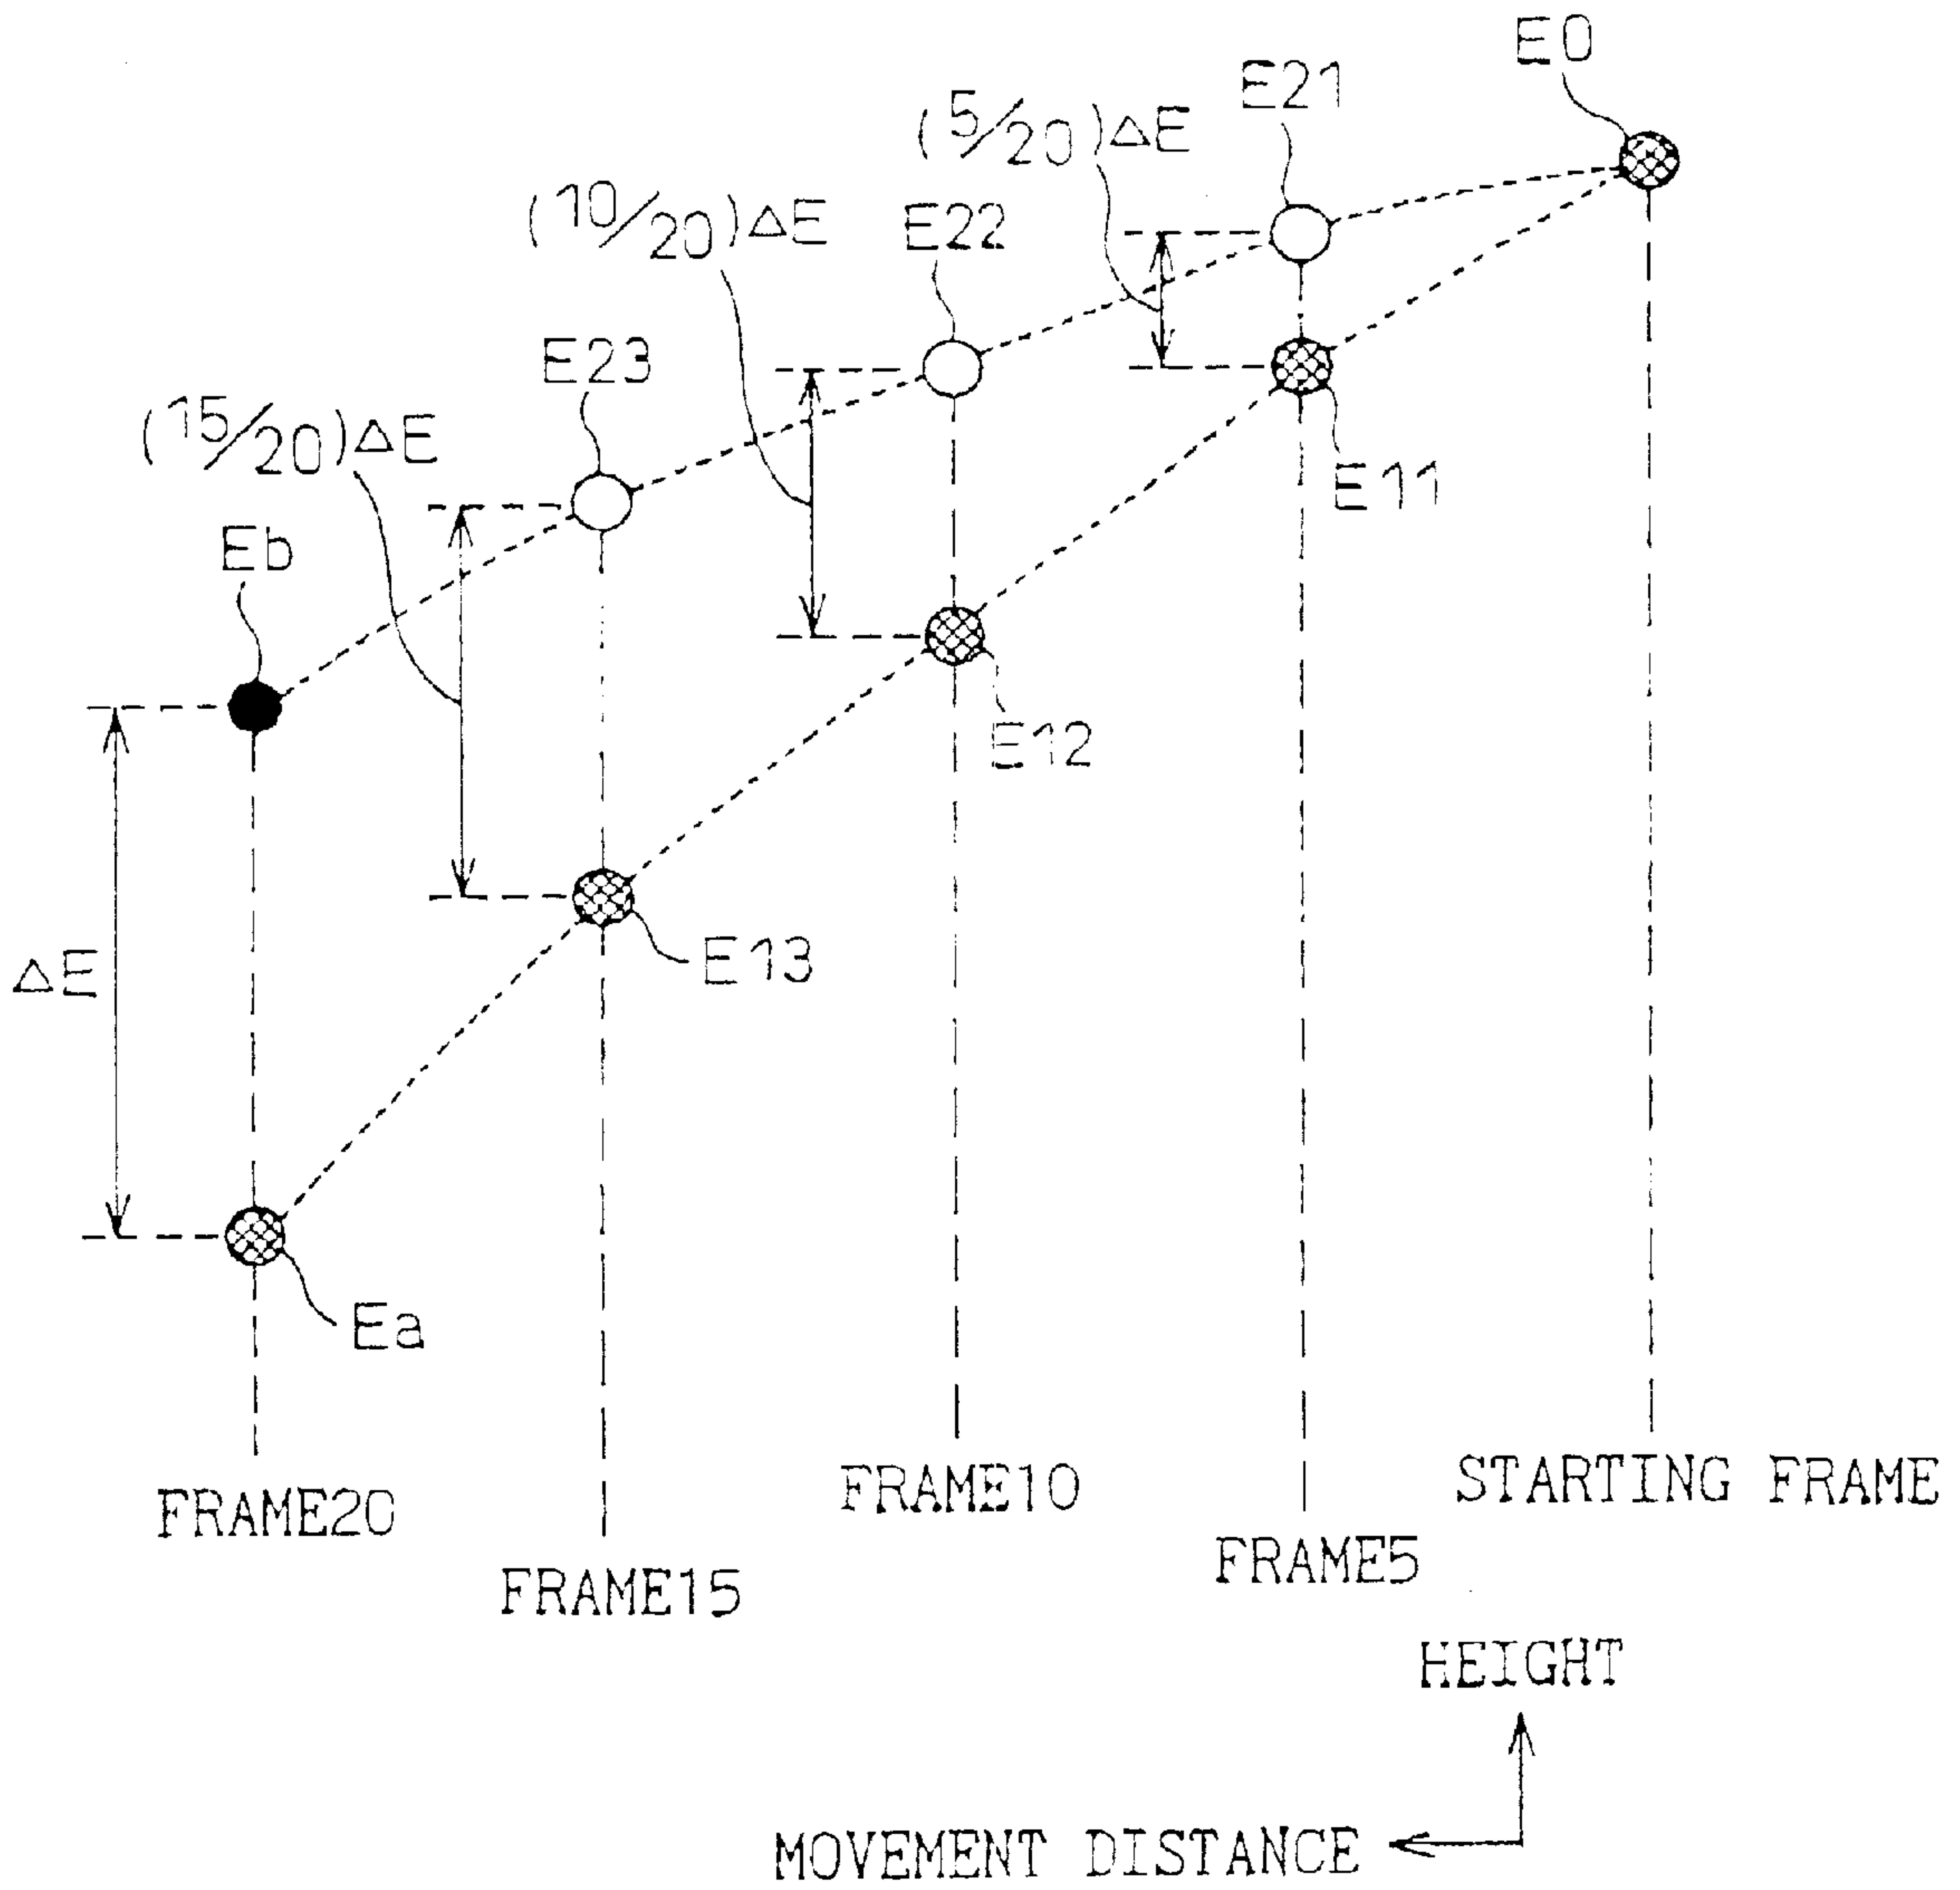 E0
E21
(5/20)ΔE
(10/20)ΔE
E22
E23
(15/20)ΔE
E11
Eb
E12
E13
ΔE
Ea
STARTING FRAME
FRAME10
FRAME20
FRAME5
FRAME15
HEIGHT
MOVEMENT DISTANCE